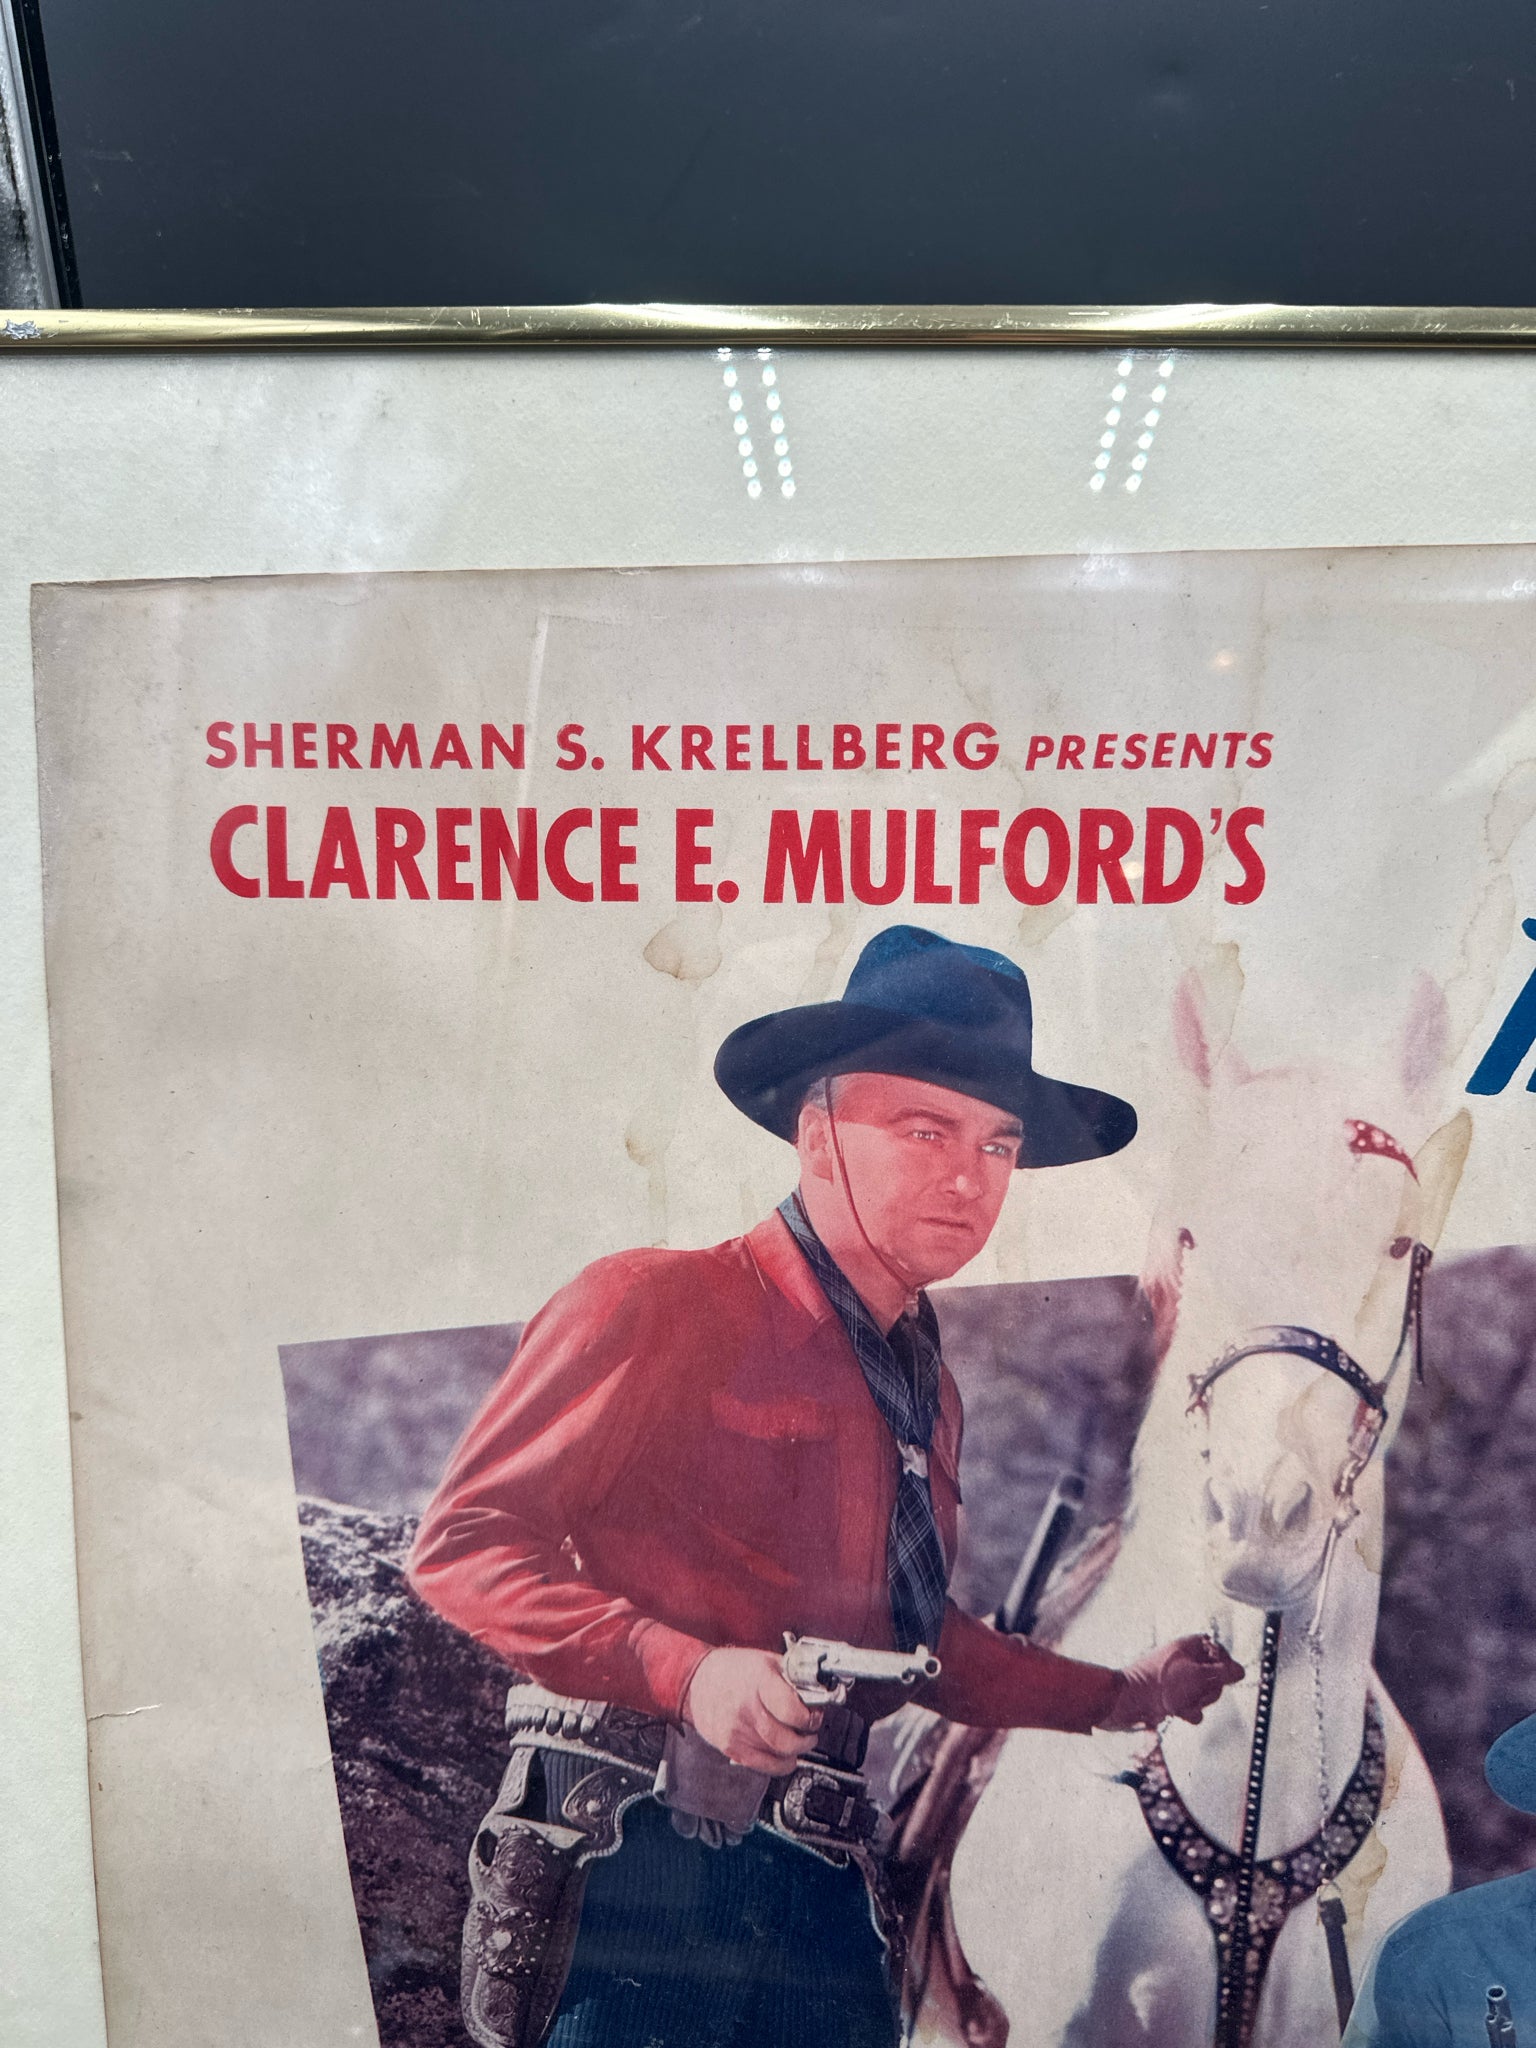 SHERMAN S. KRELLBERG PRESENTS
CLARENCE E. MULFORD'S